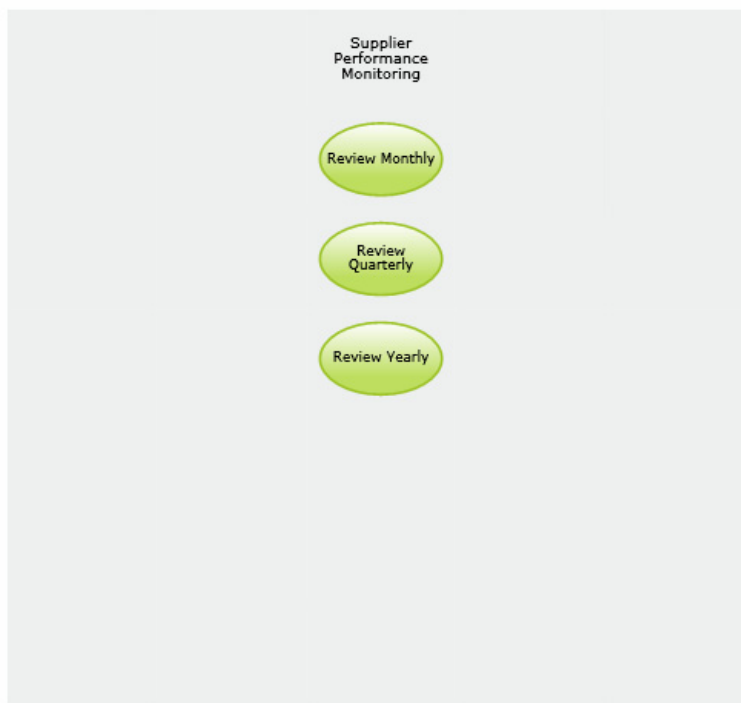 Supplier
Performance
Monitoring
Review Monthly
Review
Quarterly
Review Yearly